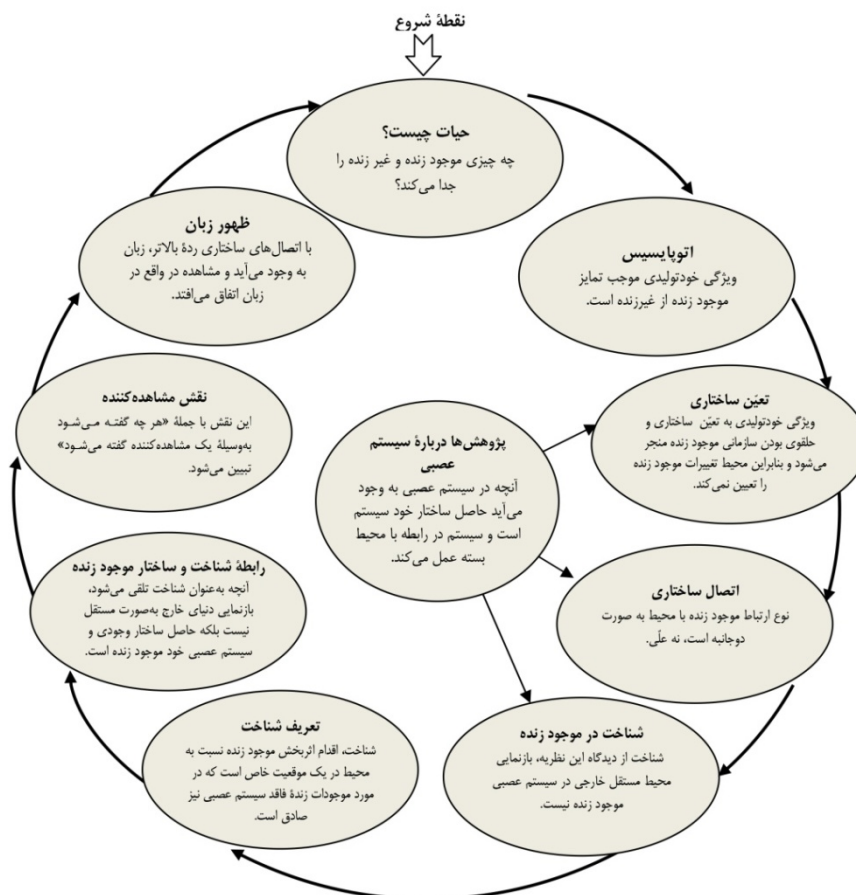 نقطهٔ شروع
حیات چیست؟
چه چیزی موجود زنده و غیر زنده را
جدا می‌کند؟
اتوپایسیس
ویژگی خودتولیدی موجب تمایز
موجود زنده از غیرزنده است.
تعیّن ساختاری
ویژگی خودتولیدی به تعیّن ساختاری و
حلقوی بودن سازمانی موجود زنده منجر
می‌شود و بنابراین محیط تغییرات موجود زنده
را تعیین نمی‌کند.
اتصال ساختاری
نوع ارتباط موجود زنده با محیط به صورت
دوجانبه است، نه علّی.
شناخت در موجود زنده
شناخت از دیدگاه این نظریه، بازنمایی
محیط مستقل خارجی در سیستم عصبی
موجود زنده نیست.
تعریف شناخت
شناخت، اقدام اثربخش موجود زنده نسبت به
محیط در یک موقعیت خاص است که در
مورد موجودات زندهٔ فاقد سیستم عصبی نیز
صادق است.
رابطهٔ شناخت و ساختار موجود زنده
آنچه به‌عنوان شناخت تلقی می‌شود،
بازنمایی دنیای خارج به‌صورت مستقل
نیست بلکه حاصل ساختار وجودی و
سیستم عصبی خود موجود زنده است.
نقش مشاهده‌کننده
این نقش با جملهٔ «هر چه گفته می‌شود
به‌وسیلهٔ یک مشاهده‌کننده گفته می‌شود»
تبیین می‌شود.
ظهور زبان
با اتصال‌های ساختاری ردهٔ بالاتر، زبان
به وجود می‌آید و مشاهده در واقع در
زبان اتفاق می‌افتد.
پژوهش‌ها دربارهٔ سیستم
عصبی
آنچه در سیستم عصبی به وجود
می‌آید حاصل ساختار خود سیستم
است و سیستم در رابطه با محیط
بسته عمل می‌کند.